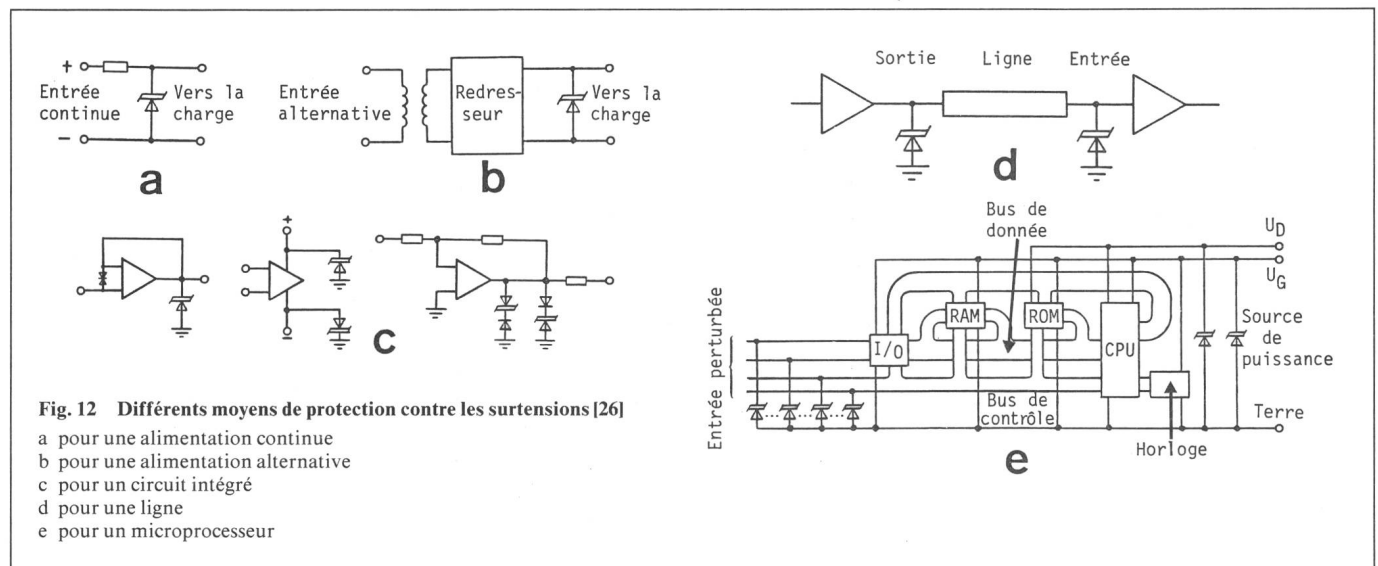 +
Entrée
continue
−
Vers la
charge
a
Entrée
alternative
Redres-
seur
Vers la
charge
b
+
−
c
Sortie
Ligne
Entrée
d
Bus de
donnée
U_D
U_G
Entrée perturbée
I/O
RAM
ROM
CPU
Source
de
puissance
Bus de
contrôle
Terre
Horloge
e
Fig. 12 Différents moyens de protection contre les surtensions [26]
a pour une alimentation continue
b pour une alimentation alternative
c pour un circuit intégré
d pour une ligne
e pour un microprocesseur